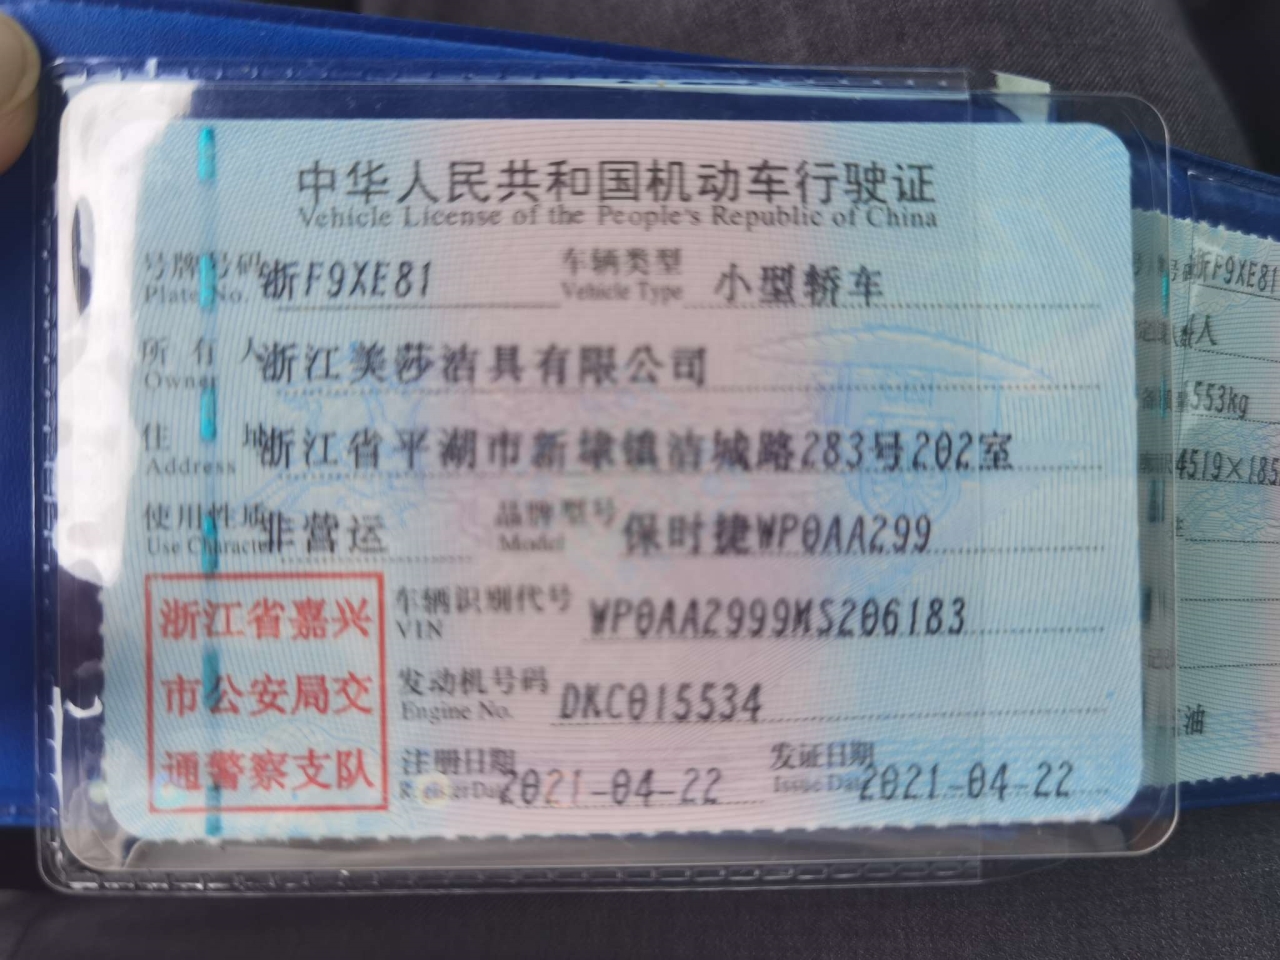 中华人民共和国机动车行驶证
Vehicle License of the People's Republic of China
号牌号码 浙F9XE81 车辆类型 小型轿车
Plate No. Vehicle Type
所有人 浙江美莎洁具有限公司
Owner
住址 浙江省平湖市新埭镇洁城路283号202室
Address
使用性质 非营运 品牌型号 保时捷WP0AA299
Use Character Model
浙江省嘉兴
市公安局交
通警察支队
车辆识别代号 WP0AA2999MS206183
VIN
发动机号码 DKC015534
Engine No.
注册日期 2021-04-22 发证日期 2021-04-22
Register Date Issue Date
浙F9XE81
人
553kg
4519×185
油